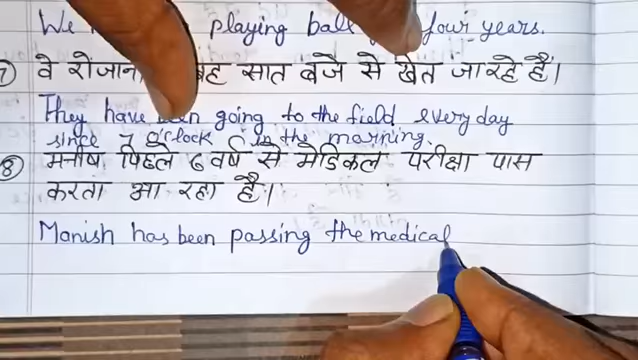 We playing ball four years.
7 वे रोजाना सात बजे से खेत जा रहे हैं।
They have been going to the field every day
since 7 o'clock in the morning.
8 मनीष पिछले 6 वर्ष से मेडिकल परीक्षा पास
करता आ रहा है।
Manish has been passing the medical